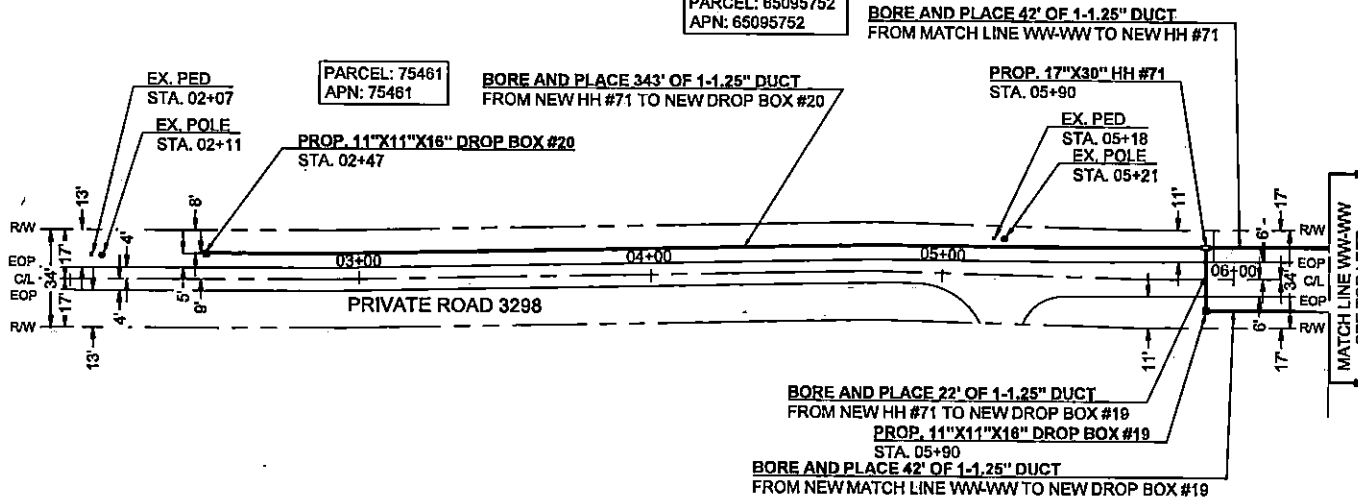 PARCEL: 65095752
APN: 65095752
BORE AND PLACE 42' OF 1-1.25" DUCT
FROM MATCH LINE WW-WW TO NEW HH #71
EX. PED
STA. 02+07
PARCEL: 75461
APN: 75461
BORE AND PLACE 343' OF 1-1.25" DUCT
FROM NEW HH #71 TO NEW DROP BOX #20
PROP. 17"X30" HH #71
STA. 05+90
EX. POLE
STA. 02+11
PROP. 11"X11"X16" DROP BOX #20
STA. 02+47
EX. PED
STA. 05+18
EX. POLE
STA. 05+21
13'
8'
11'
17'
R/W
R/W
17'
4'
6'
EOP
03+00
04+00
05+00
06+00
EOP
C/L
34'
34'
C/L
EOP
17'
4'
5'
9'
PRIVATE ROAD 3298
EOP
R/W
6'
R/W
13'
11'
17'
MATCH LINE WW-WW
BORE AND PLACE 22' OF 1-1.25" DUCT
FROM NEW HH #71 TO NEW DROP BOX #19
PROP. 11"X11"X16" DROP BOX #19
STA. 05+90
BORE AND PLACE 42' OF 1-1.25" DUCT
FROM NEW MATCH LINE WW-WW TO NEW DROP BOX #19